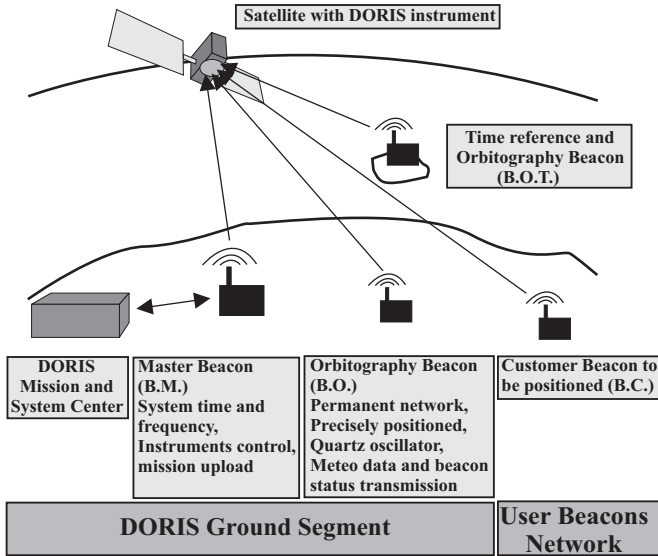 Satellite with DORIS instrument
Time reference and
Orbitography Beacon
(B.O.T.)
DORIS
Mission and
System Center
Master Beacon
(B.M.)
System time and
frequency,
Instruments control,
mission upload
Orbitography Beacon
(B.O.)
Permanent network,
Precisely positioned,
Quartz oscillator,
Meteo data and beacon
status transmission
Customer Beacon to
be positioned (B.C.)
DORIS Ground Segment
User Beacons
Network